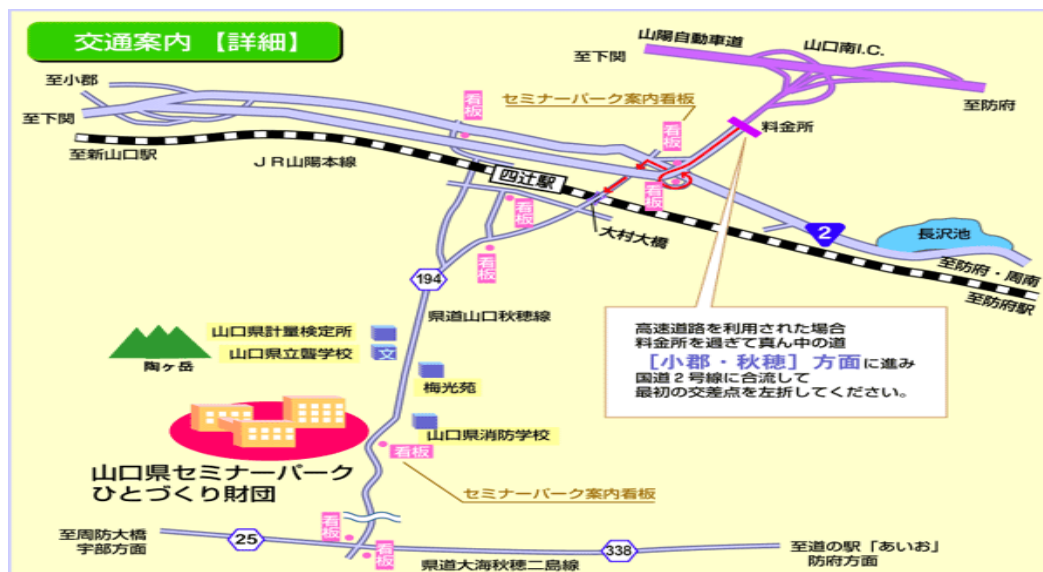 交通案内 【詳細】
山陽自動車道
山口南I.C.
至下関
至防府
至小郡
至下関
セミナーパーク案内看板
看板
看板
料金所
至新山口駅
JR山陽本線
四辻駅
看板
看板
大村大橋
2
長沢池
至防府・周南
至防府駅
看板
194
県道山口秋穂線
高速道路を利用された場合
料金所を過ぎて真ん中の道
［小郡・秋穂］方面に進み
国道２号線に合流して
最初の交差点を左折してください。
山口県計量検定所
山口県立聾学校
文
陶ヶ岳
梅光苑
山口県消防学校
看板
山口県セミナーパーク
ひとづくり財団
セミナーパーク案内看板
看板
至周防大橋
宇部方面
25
338
至道の駅「あいお」
防府方面
看板
県道大海秋穂二島線